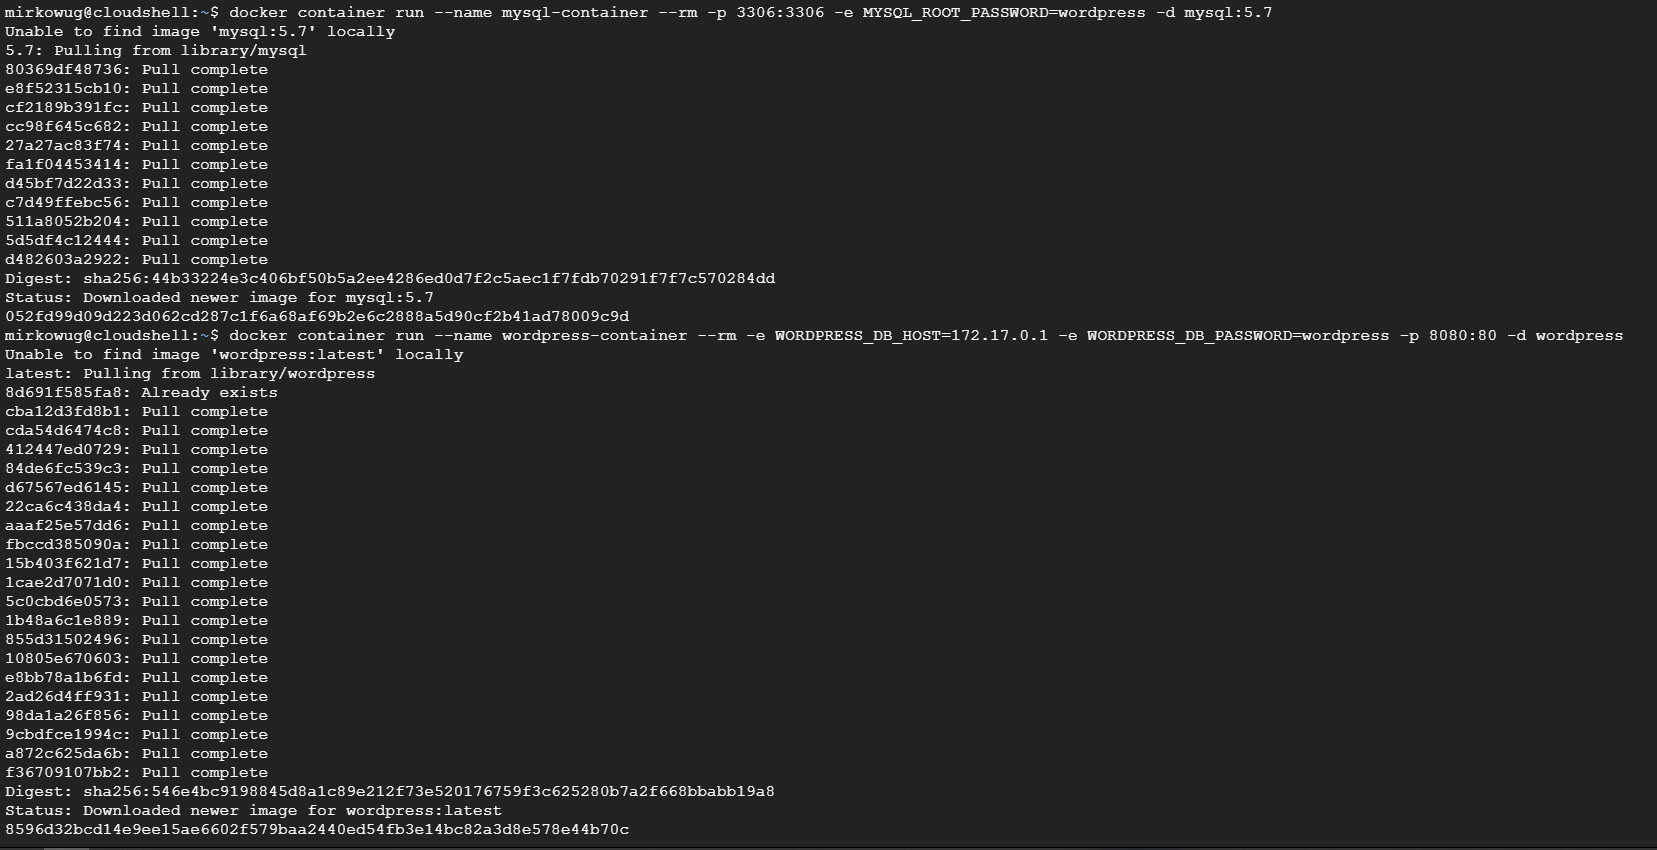 mirkowug@cloudshell:~$ docker container run --name mysql-container --rm -p 3306:3306 -e MYSQL_ROOT_PASSWORD=wordpress -d mysql:5.7
Unable to find image 'mysql:5.7' locally
5.7: Pulling from library/mysql
80369df48736: Pull complete
e8f52315cb10: Pull complete
cf2189b391fc: Pull complete
cc98f645c682: Pull complete
27a27ac83f74: Pull complete
fa1f04453414: Pull complete
d45bf7d22d33: Pull complete
c7d49ffebc56: Pull complete
511a8052b204: Pull complete
5d5df4c12444: Pull complete
d482603a2922: Pull complete
Digest: sha256:44b33224e3c406bf50b5a2ee4286ed0d7f2c5aec1f7fdb70291f7f7c570284dd
Status: Downloaded newer image for mysql:5.7
052fd99d09d223d062cd287c1f6a68af69b2e6c2888a5d90cf2b41ad78009c9d
mirkowug@cloudshell:~$ docker container run --name wordpress-container --rm -e WORDPRESS_DB_HOST=172.17.0.1 -e WORDPRESS_DB_PASSWORD=wordpress -p 8080:80 -d wordpress
Unable to find image 'wordpress:latest' locally
latest: Pulling from library/wordpress
8d691f585fa8: Already exists
cba12d3fd8b1: Pull complete
cda54d6474c8: Pull complete
412447ed0729: Pull complete
84de6fc539c3: Pull complete
d67567ed6145: Pull complete
22ca6c438da4: Pull complete
aaaf25e57dd6: Pull complete
fbccd385090a: Pull complete
15b403f621d7: Pull complete
1cae2d7071d0: Pull complete
5c0cbd6e0573: Pull complete
1b48a6c1e889: Pull complete
855d31502496: Pull complete
10805e670603: Pull complete
e8bb78a1b6fd: Pull complete
2ad26d4ff931: Pull complete
98da1a26f856: Pull complete
9cbdfce1994c: Pull complete
a872c625da6b: Pull complete
f36709107bb2: Pull complete
Digest: sha256:546e4bc9198845d8a1c89e212f73e520176759f3c625280b7a2f668bbabb19a8
Status: Downloaded newer image for wordpress:latest
8596d32bcd14e9ee15ae6602f579baa2440ed54fb3e14bc82a3d8e578e44b70c